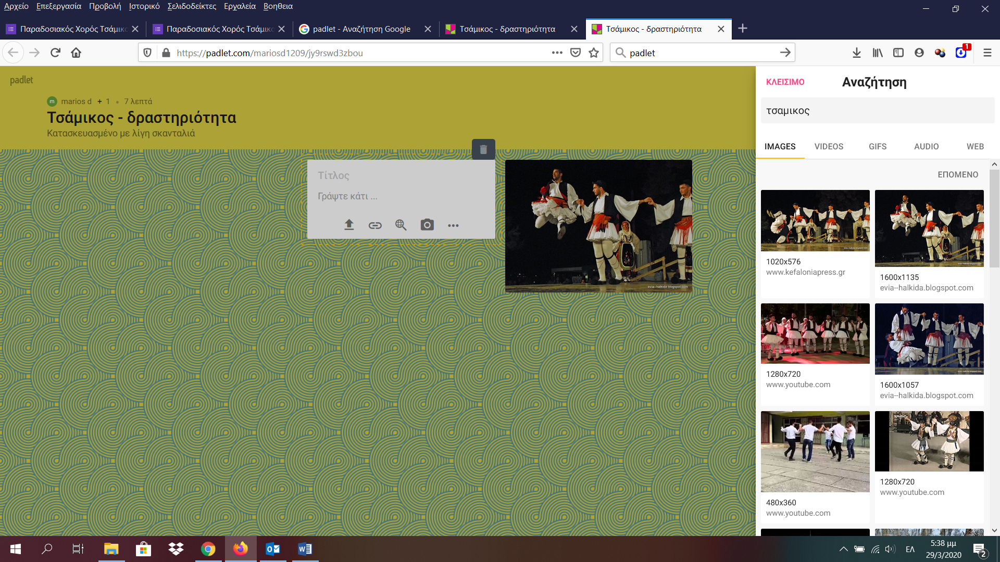 Αρχείο Επεξεργασία Προβολή Ιστορικό Σελιδοδείκτες Εργαλεία Βοηθεια
Παραδοσιακός Χορός Τσάμικο
Παραδοσιακός Χορός Τσάμικο
padlet - Αναζήτηση Google
Τσάμικος - δραστηριότητα
Τσάμικος - δραστηριότητα
https://padlet.com/mariosd1209/jy9rswd3zbou
padlet
1
padlet
m marios d + 1 • 7 λεπτά
Τσάμικος - δραστηριότητα
Κατασκευασμένο με λίγη σκανταλιά
Τίτλος
Γράψτε κάτι ...
evia--halkida.blogspot.com
ΚΛΕΙΣΙΜΟ
Αναζήτηση
τσαμικος
IMAGES VIDEOS GIFS AUDIO WEB
ΕΠΟΜΕΝΟ
1020x576
www.kefaloniapress.gr
1600x1135
evia--halkida.blogspot.com
1280x720
www.youtube.com
1600x1057
evia--halkida.blogspot.com
480x360
www.youtube.com
1280x720
www.youtube.com
ΕΛ
5:38 μμ
29/3/2020
2